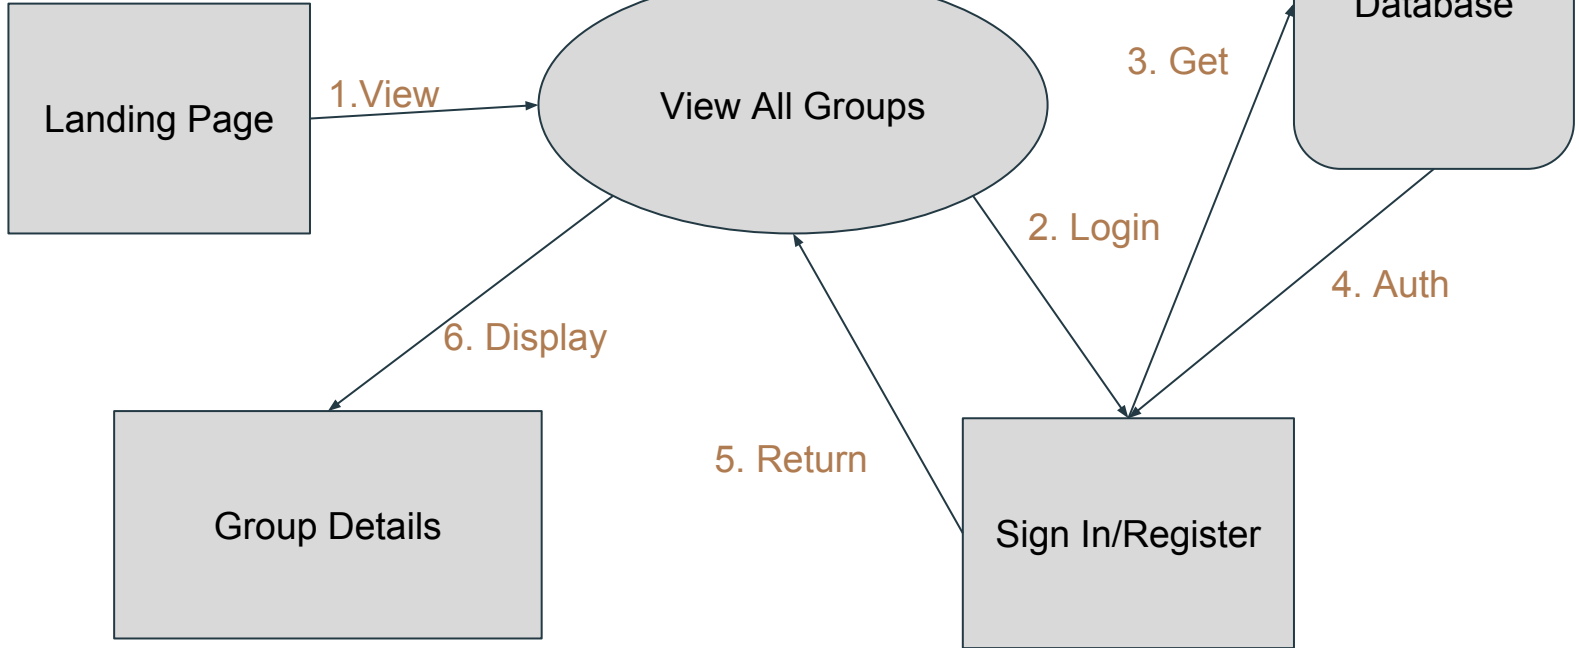 Database
3. Get
1.View
View All Groups
Landing Page
2. Login
4. Auth
6. Display
5. Return
Group Details
Sign In/Register